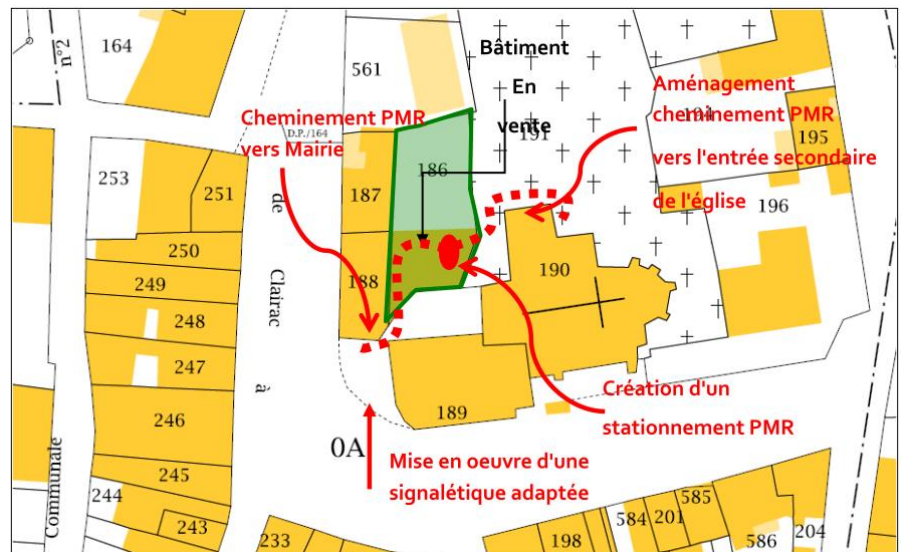 n°2
164
561
Bâtiment
En
vente
191
194
195
Cheminement PMR
vers Mairie
D.P./164
Aménagement
cheminement PMR
vers l'entrée secondaire
de l'église
253
251
187
186
196
de
250
188
190
249
Clairac
248
247
à
246
189
Création d'un
stationnement PMR
0A
Mise en oeuvre d'une
signalétique adaptée
245
244
243
Communale
233
198
584
201
585
586
204